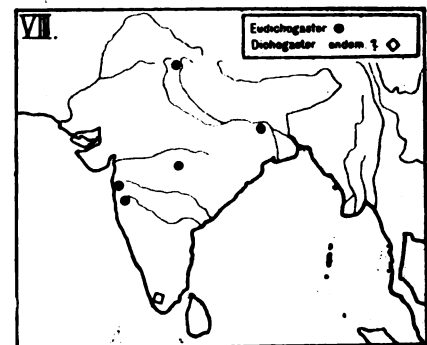 VII.
Eudichogaster ●
Dichogaster endem. ? ◇